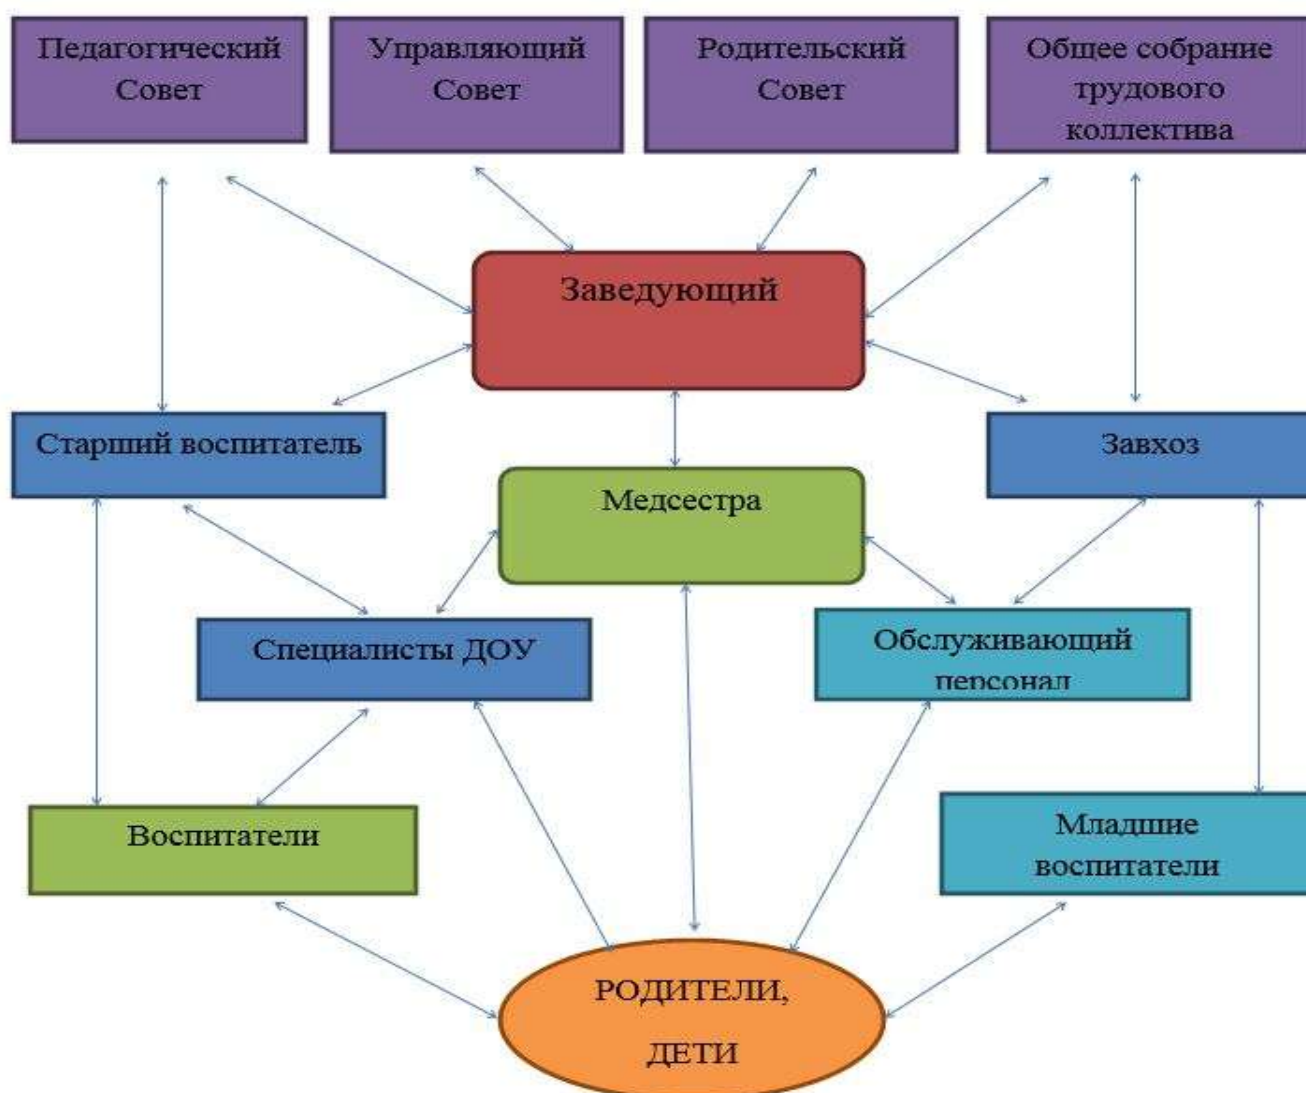 Педагогический
Совет
Управляющий
Совет
Родительский
Совет
Общее собрание
трудового
коллектива
Заведующий
Старший воспитатель
Завхоз
Медсестра
Специалисты ДОУ
Обслуживающий
персонал
Воспитатели
Младшие
воспитатели
РОДИТЕЛИ,
ДЕТИ